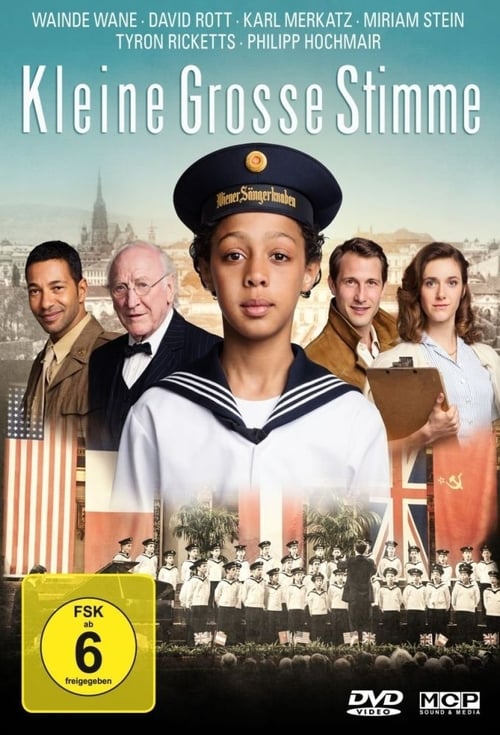 WAINDE WANE · DAVID ROTT · KARL MERKATZ · MIRIAM STEIN
TYRON RICKETTS · PHILIPP HOCHMAIR
Kleine Grosse Stimme
Wiener Sängerknaben
FSK
ab
6
freigegeben
DVD
VIDEO
MCP
SOUND & MEDIA